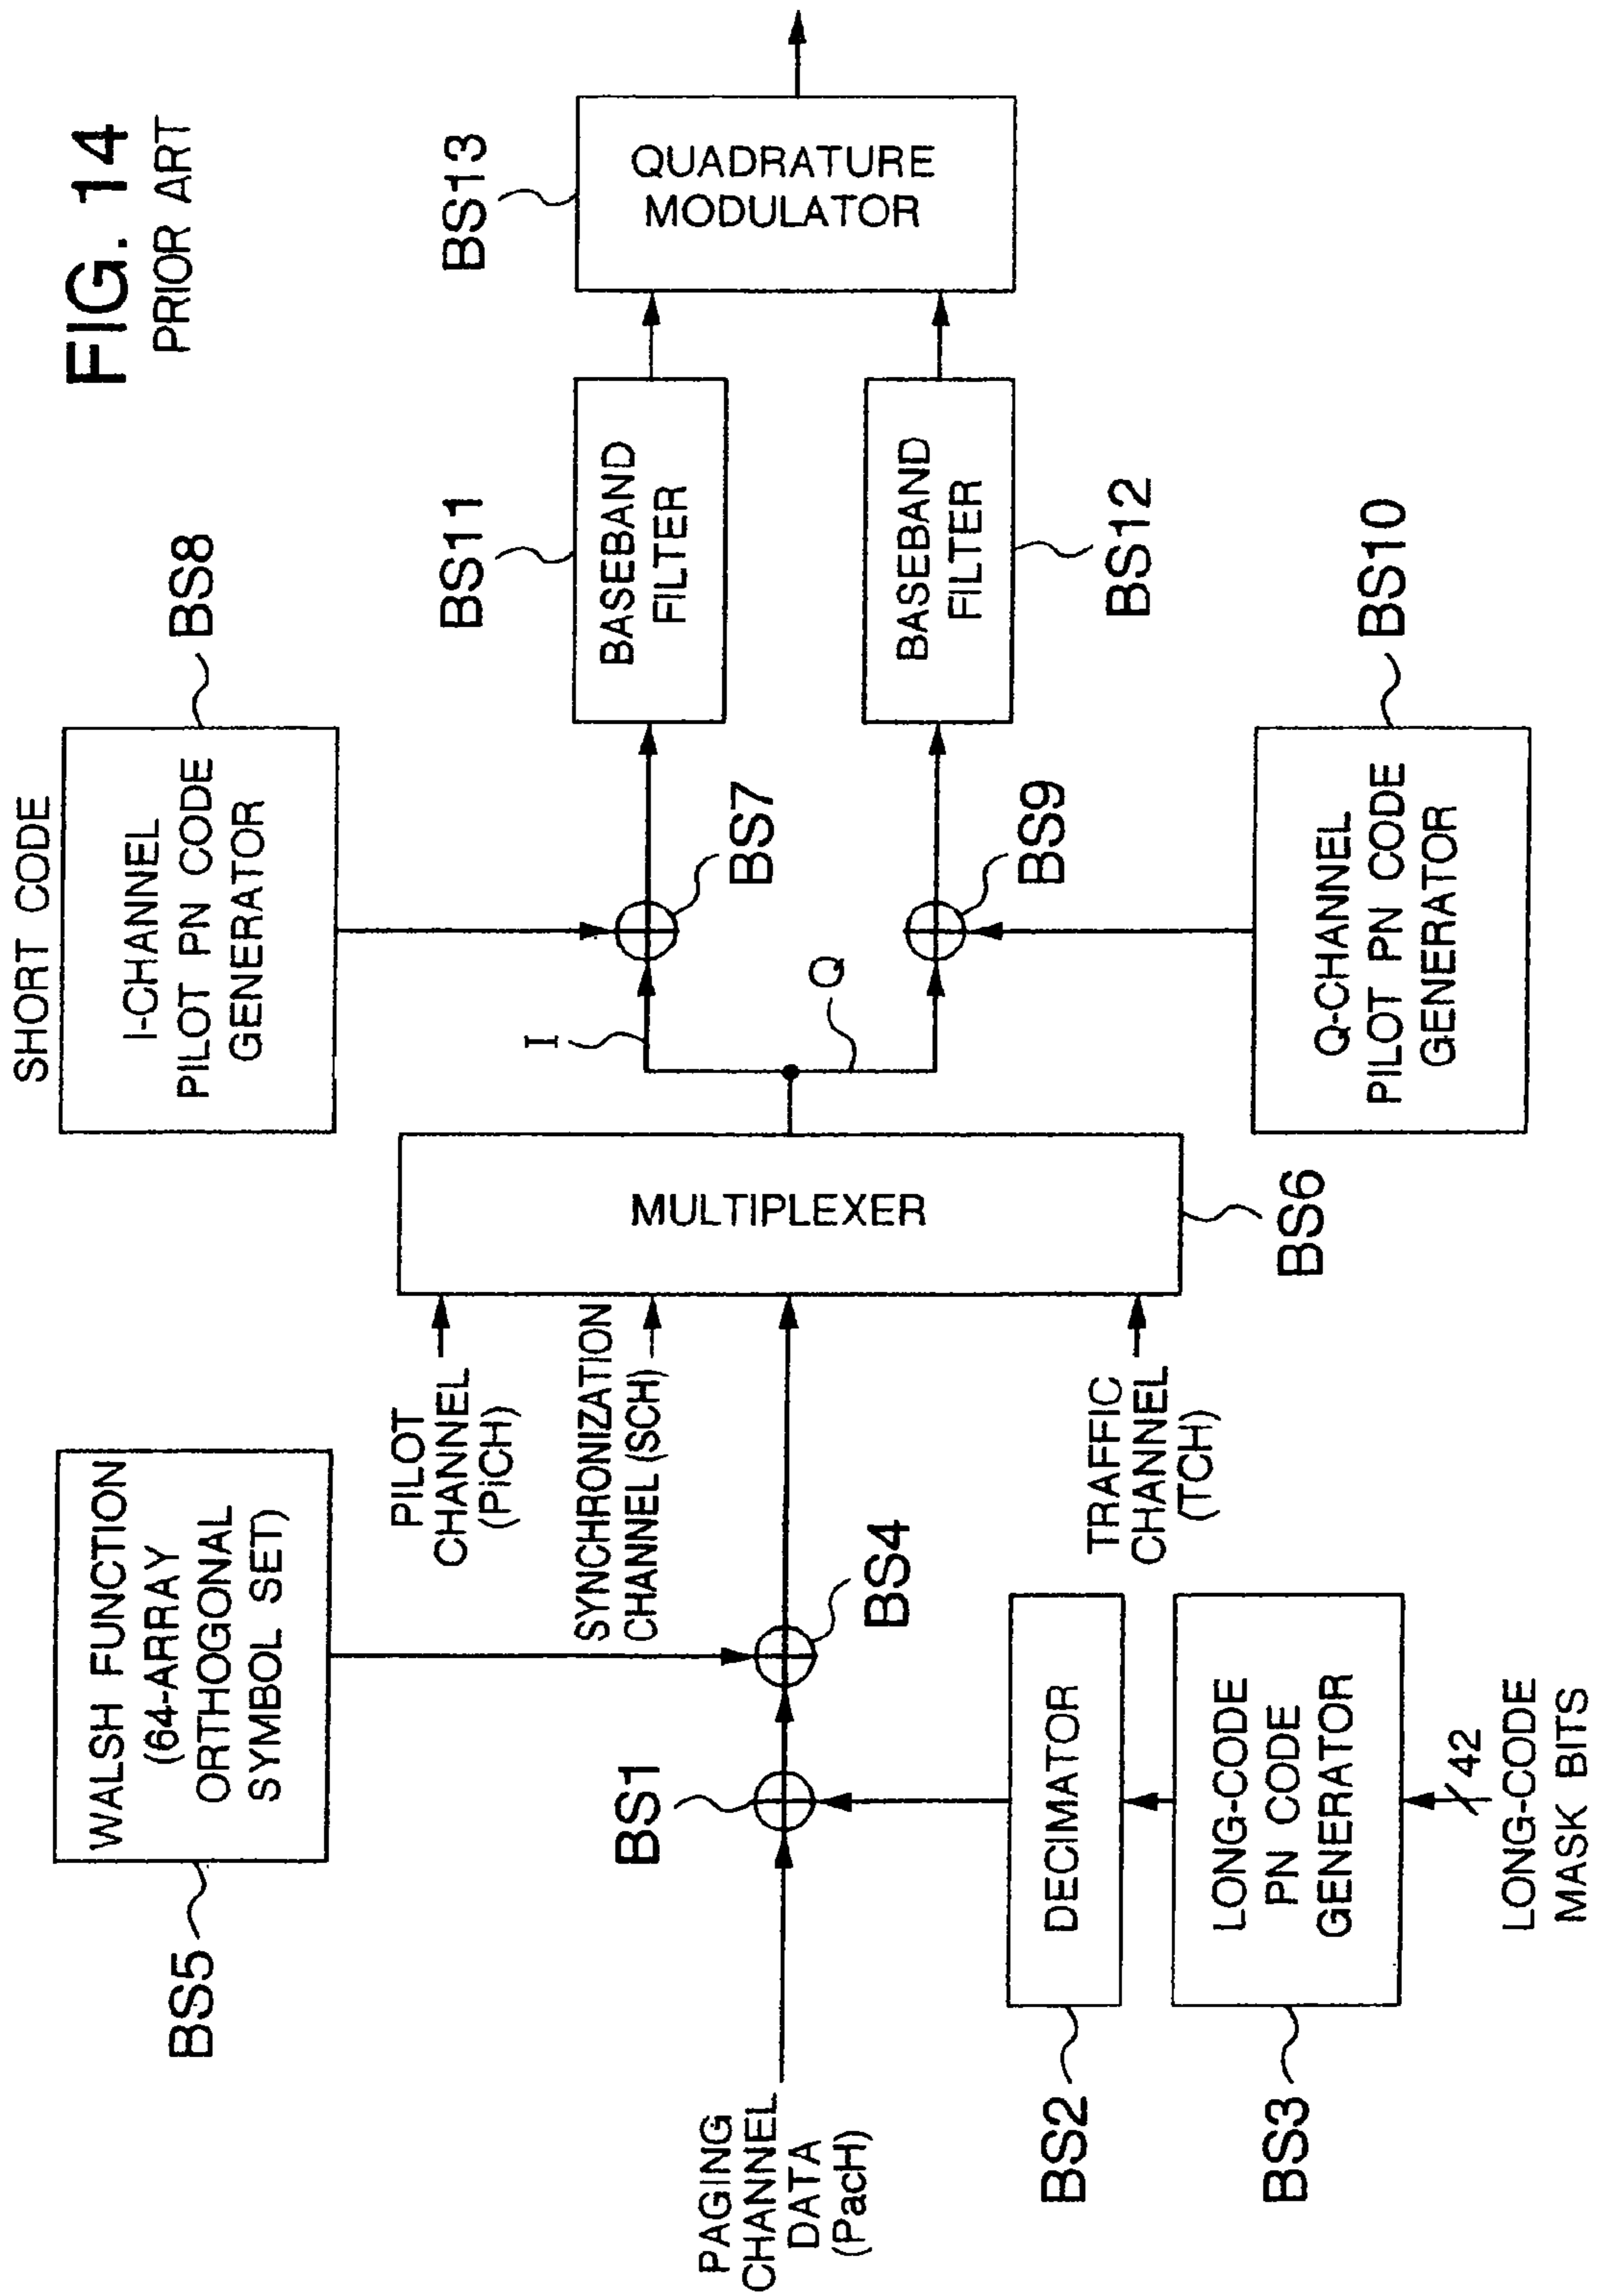 FIG. 14
PRIOR ART
SHORT CODE
I-CHANNEL
PILOT PN CODE
GENERATOR
BS8
WALSH FUNCTION
(64-ARRAY
ORTHOGONAL
SYMBOL SET)
BS5
PILOT
CHANNEL
(PiCH)
SYNCHRONIZATION
CHANNEL (SCH)
BS11
BASEBAND
FILTER
BS13
QUADRATURE
MODULATOR
I
BS7
Q
MULTIPLEXER
BS6
BS1
BS4
PAGING
CHANNEL
DATA
(PacH)
TRAFFIC
CHANNEL
(TCH)
BS9
BASEBAND
FILTER
BS12
BS2
DECIMATOR
BS3
LONG-CODE
PN CODE
GENERATOR
42
LONG-CODE
MASK BITS
Q-CHANNEL
PILOT PN CODE
GENERATOR
BS10